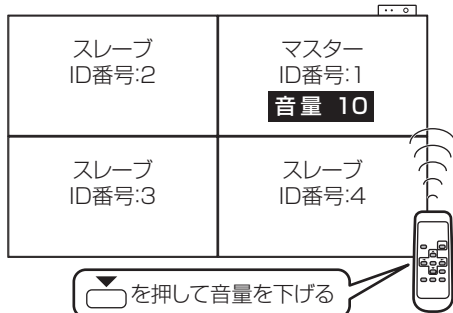 スレーブ
ID番号:2
マスター
ID番号:1
音量 10
スレーブ
ID番号:3
スレーブ
ID番号:4
を押して音量を下げる